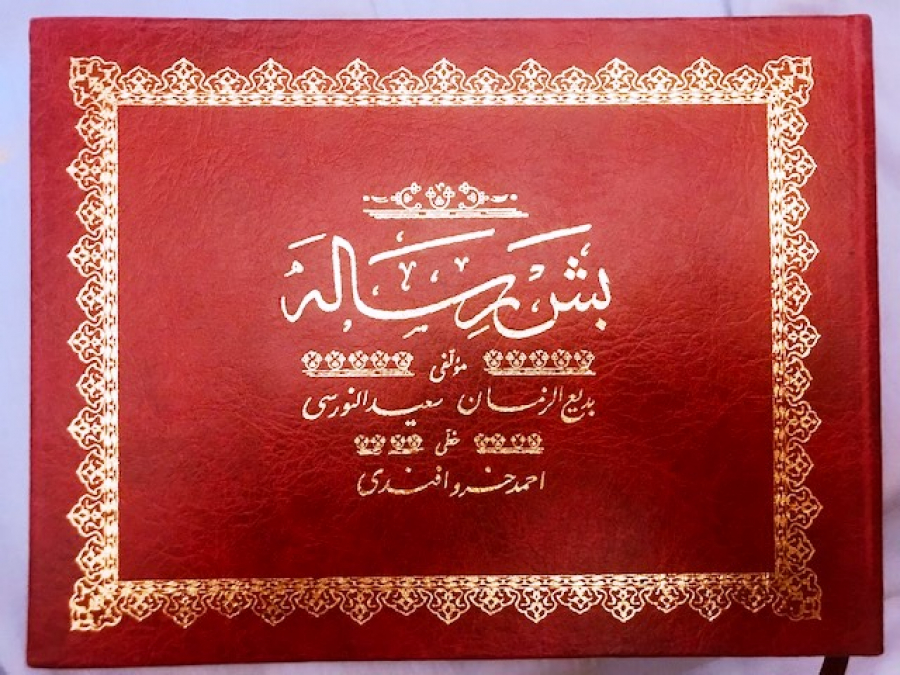 بش رساله
مؤلفی
بديع الزمان سعيد النورسی
خطی
احمد خسرو افندی